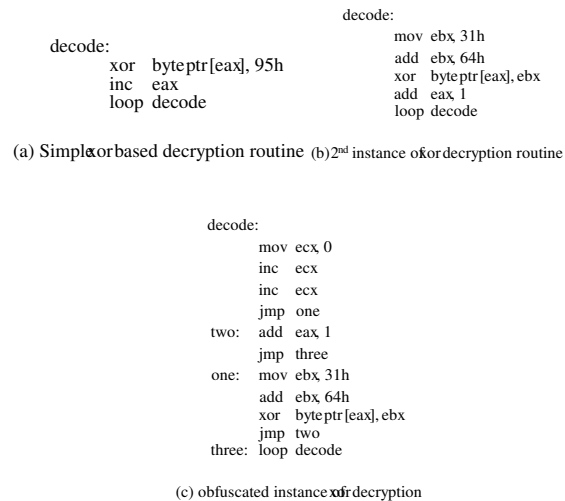 decode:
xor byteptr[eax], 95h
inc eax
loop decode
(a) Simple xor based decryption routine
decode:
mov ebx, 31h
add ebx, 64h
xor byteptr[eax], ebx
add eax, 1
loop decode
(b) 2nd instance of xor decryption routine
decode:
mov ecx, 0
inc ecx
inc ecx
jmp one
two: add eax, 1
jmp three
one: mov ebx, 31h
add ebx, 64h
xor byteptr[eax], ebx
jmp two
three: loop decode
(c) obfuscated instance of xor decryption